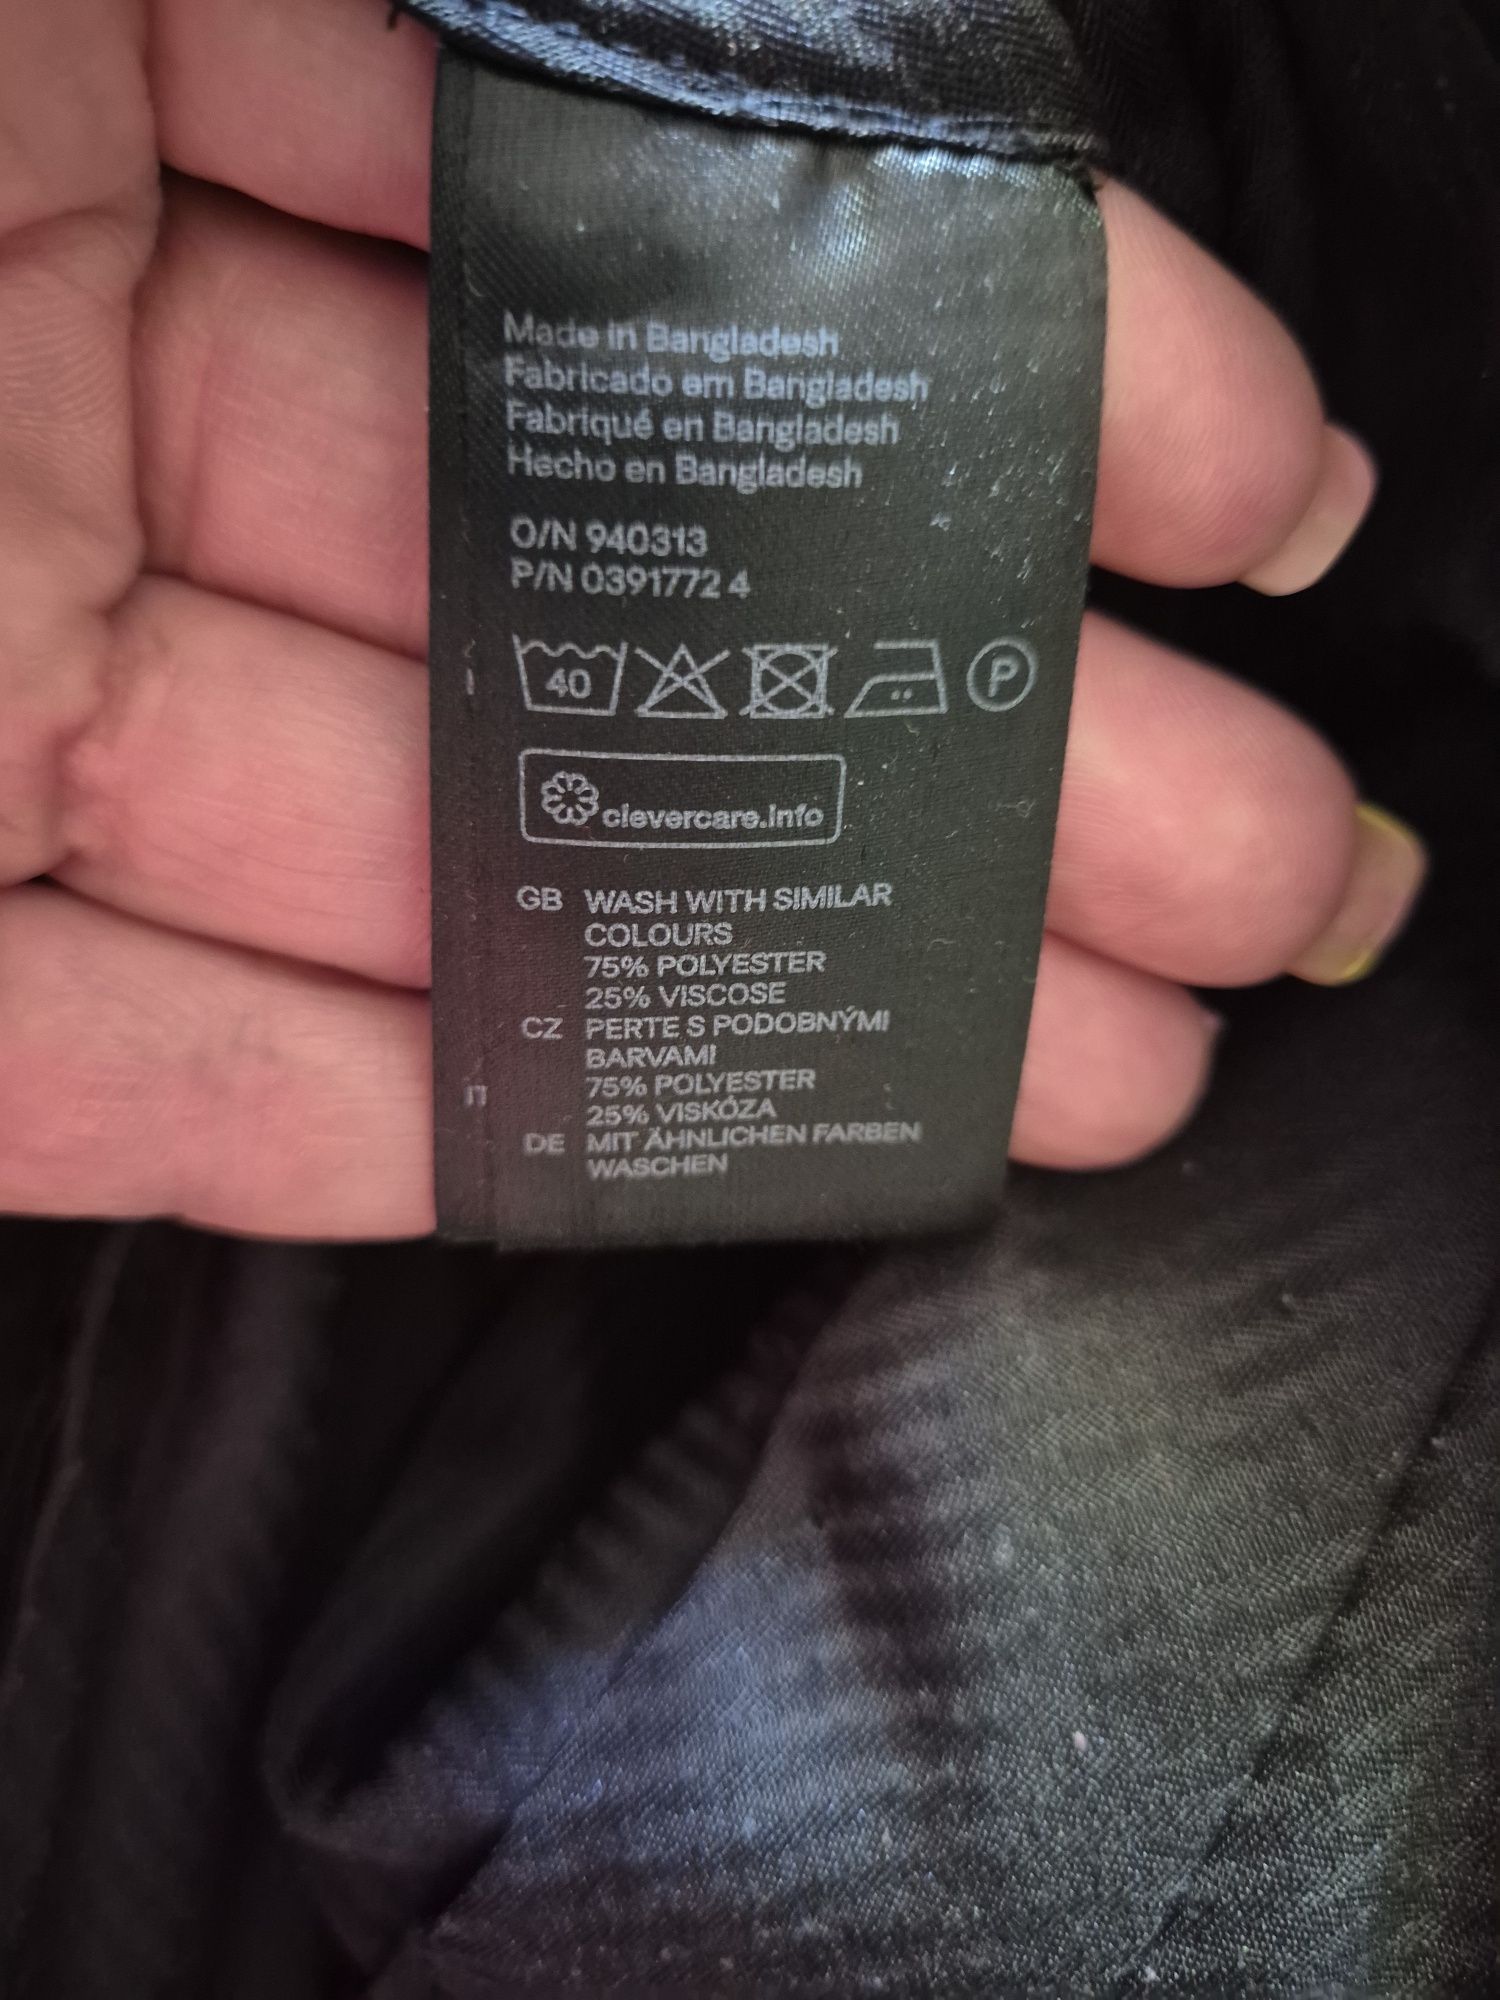 Made in Bangladesh
Fabricado em Bangladesh
Fabriqué en Bangladesh
Hecho en Bangladesh
O/N 940313
P/N 0391772 4
40 P
clevercare.info
GB WASH WITH SIMILAR
COLOURS
75% POLYESTER
25% VISCOSE
CZ PERTE S PODOBNÝMI
BARVAMI
75% POLYESTER
25% VISKÓZA
DE MIT ÄHNLICHEN FARBEN
WASCHEN